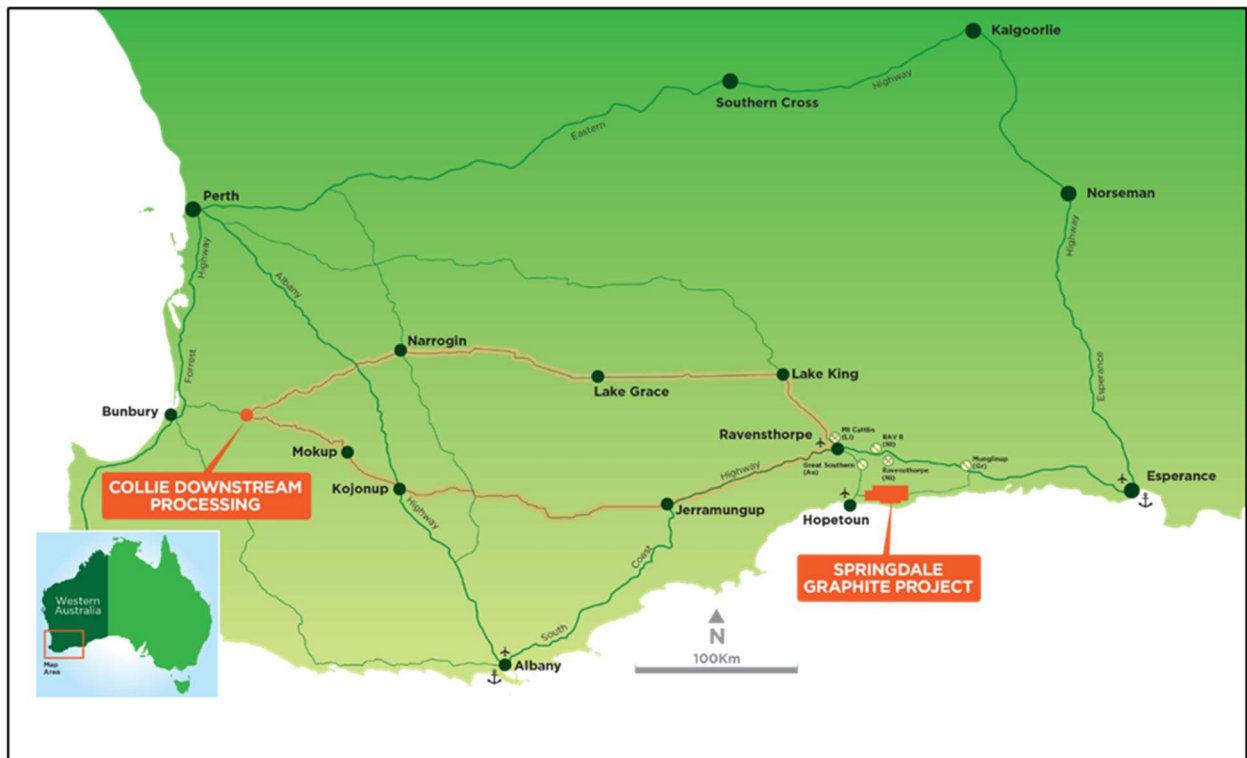 Kalgoorlie
Highway
Southern Cross
Eastern
Perth
Norseman
Highway
Highway
Albany
Narrogin
Forrest
Lake King
Lake Grace
Esperance
Bunbury
Mt Cattlin
(Li)
Ravensthorpe
RAV 8
(Ni)
Mokup
Great Southern
(Au)
Ravensthorpe
(Ni)
Munglinup
(Gr)
Highway
COLLIE DOWNSTREAM
PROCESSING
Kojonup
Esperance
Highway
Jerramungup
Hopetoun
Coast
SPRINGDALE
GRAPHITE PROJECT
Western
Australia
South
N
Map
Area
100Km
Albany